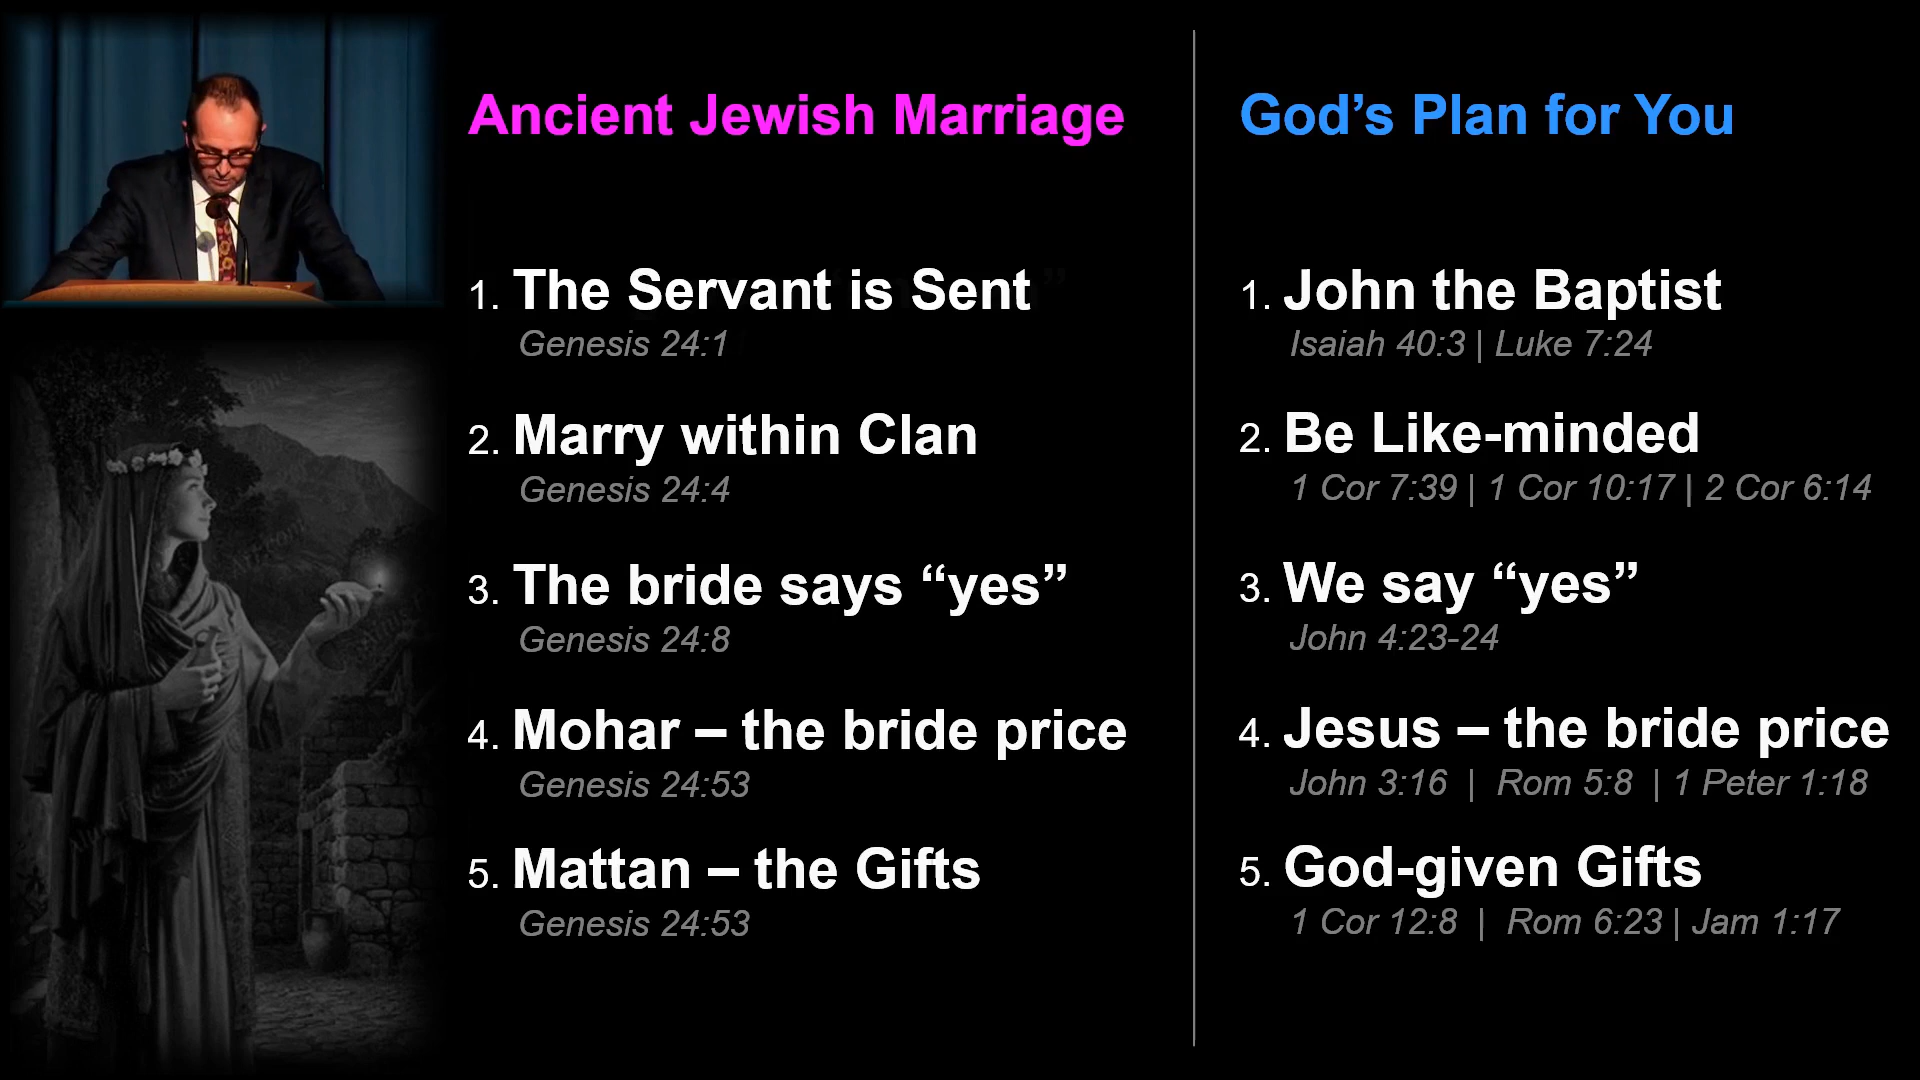 Ancient Jewish Marriage
1. The Servant is Sent
Genesis 24:1
2. Marry within Clan
Genesis 24:4
3. The bride says “yes”
Genesis 24:8
4. Mohar – the bride price
Genesis 24:53
5. Mattan – the Gifts
Genesis 24:53
God’s Plan for You
1. John the Baptist
Isaiah 40:3 | Luke 7:24
2. Be Like-minded
1 Cor 7:39 | 1 Cor 10:17 | 2 Cor 6:14
3. We say “yes”
John 4:23-24
4. Jesus – the bride price
John 3:16 | Rom 5:8 | 1 Peter 1:18
5. God-given Gifts
1 Cor 12:8 | Rom 6:23 | Jam 1:17